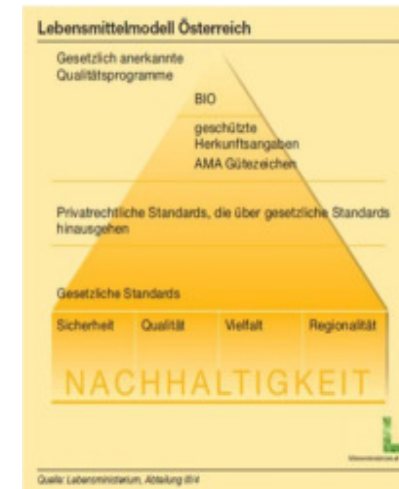 Lebensmittelmodell Österreich
Gesetzlich anerkannte
Qualitätsprogramme
BIO
geschützte
Herkunftsangaben
AMA Gütezeichen
Privatrechtliche Standards, die über gesetzliche Standards
hinausgehen
Gesetzliche Standards
Sicherheit Qualität Vielfalt Regionalität
NACHHALTIGKEIT
L
Quelle: Lebensministerium, Abteilung III/4